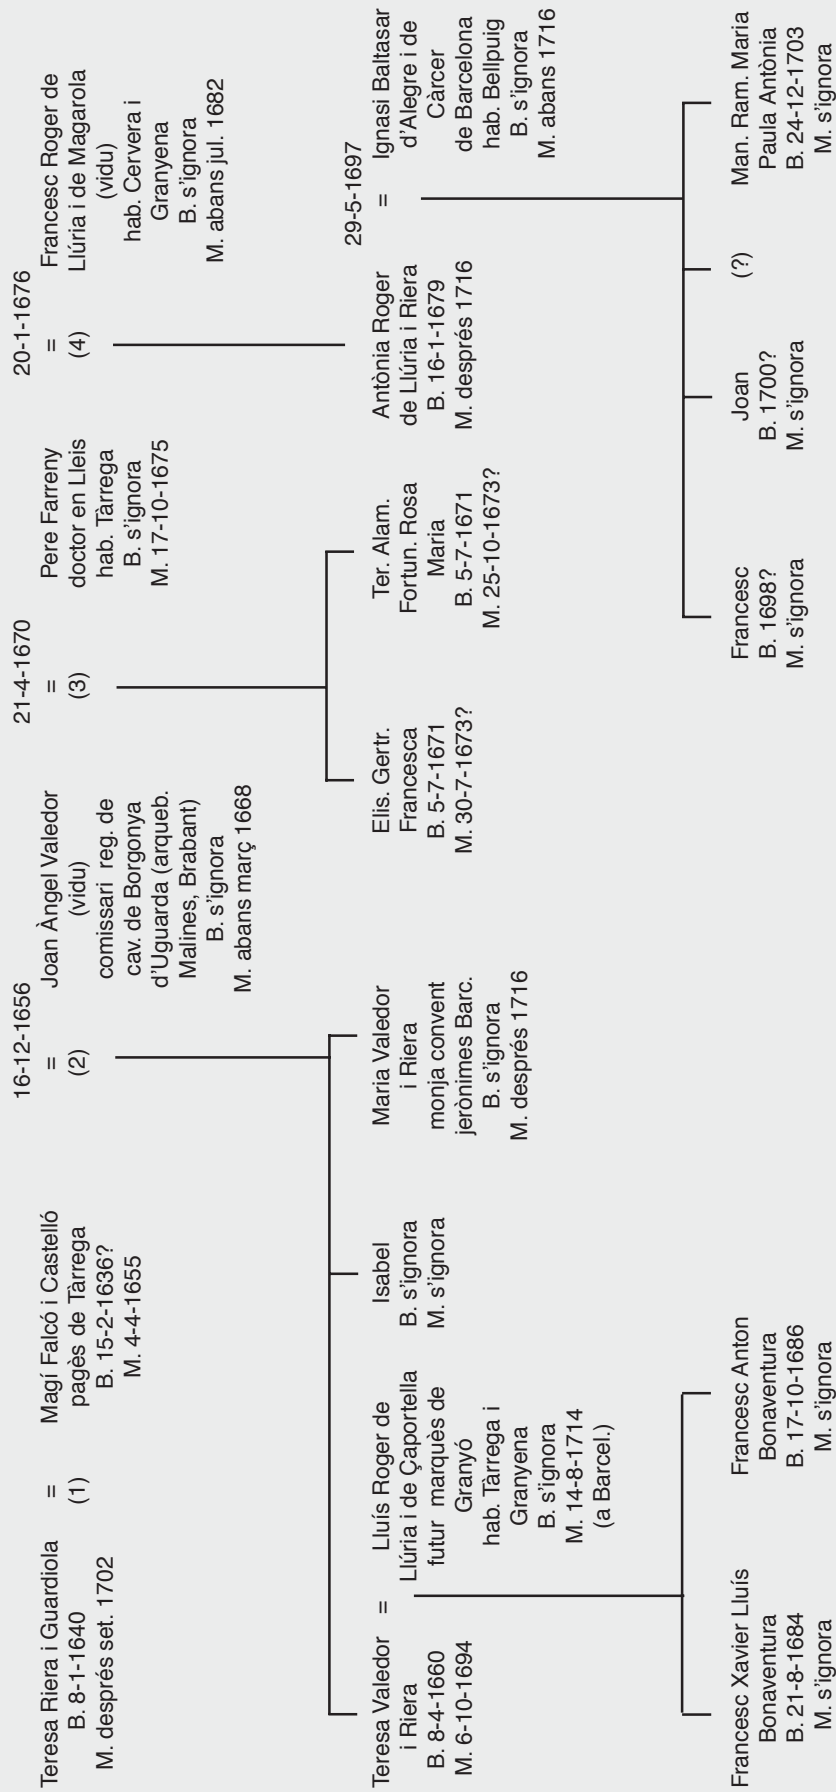 Teresa Riera i Guardiola
B. 8-1-1640
M. després set. 1702
=
(1)
Magí Falcó i Castelló
pagès de Tàrrega
B. 15-2-1636?
M. 4-4-1655
16-12-1656
=
(2)
Joan Àngel Valedor
(vidu)
comissari reg. de
cav. de Borgonya
d'Uguarda (arqueb.
Malines, Brabant)
B. s'ignora
M. abans març 1668
21-4-1670
=
(3)
Pere Farreny
doctor en Lleis
hab. Tàrrega
B. s'ignora
M. 17-10-1675
20-1-1676
=
(4)
Francesc Roger de
Llúria i de Magarola
(vidu)
hab. Cervera i
Granyena
B. s'ignora
M. abans jul. 1682
Teresa Valedor
i Riera
B. 8-4-1660
M. 6-10-1694
=
Lluís Roger de
Llúria i de Çaportella
futur marquès de
Granyó
hab. Tàrrega i
Granyena
B. s'ignora
M. 14-8-1714
(a Barcel.)
Isabel
B. s'ignora
M. s'ignora
Maria Valedor
i Riera
monja convent
jerònimes Barc.
B. s'ignora
M. després 1716
Elis. Gertr.
Francesca
B. 5-7-1671
M. 30-7-1673?
Ter. Alam.
Fortun. Rosa
Maria
B. 5-7-1671
M. 25-10-1673?
Antònia Roger
de Llúria i Riera
B. 16-1-1679
M. després 1716
29-5-1697
=
Ignasi Baltasar
d'Alegre i de
Càrcer
de Barcelona
hab. Bellpuig
B. s'ignora
M. abans 1716
Francesc Xavier Lluís
Bonaventura
B. 21-8-1684
M. s'ignora
Francesc Anton
Bonaventura
B. 17-10-1686
M. s'ignora
Francesc
B. 1698?
M. s'ignora
Joan
B. 1700?
M. s'ignora
(?)
Man. Ram. Maria
Paula Antònia
B. 24-12-1703
M. s'ignora